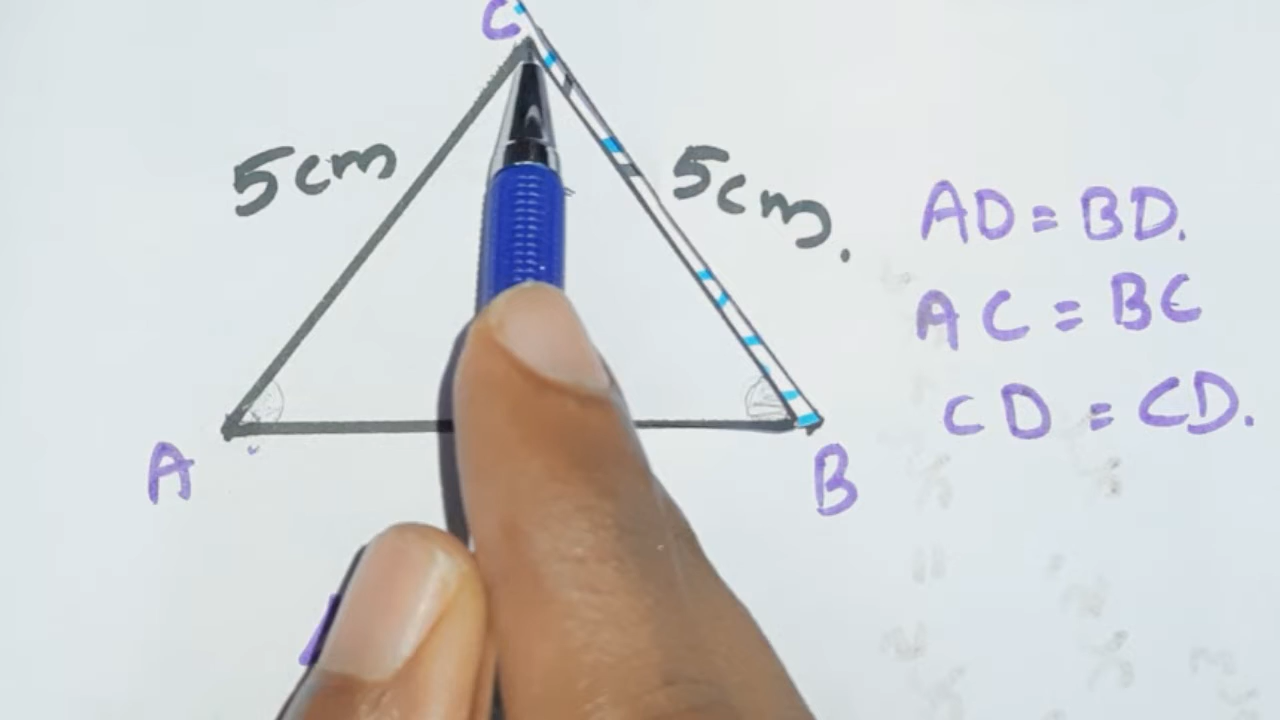 C
5cm
5cm.
AD = BD.
AC = BC
CD = CD.
A
B